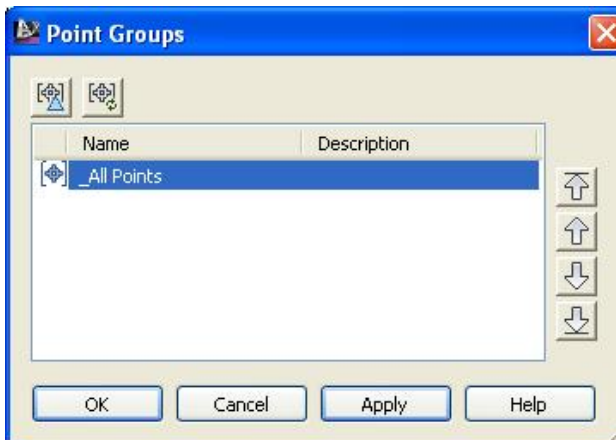 Point Groups
Name Description
_All Points
OK Cancel Apply Help